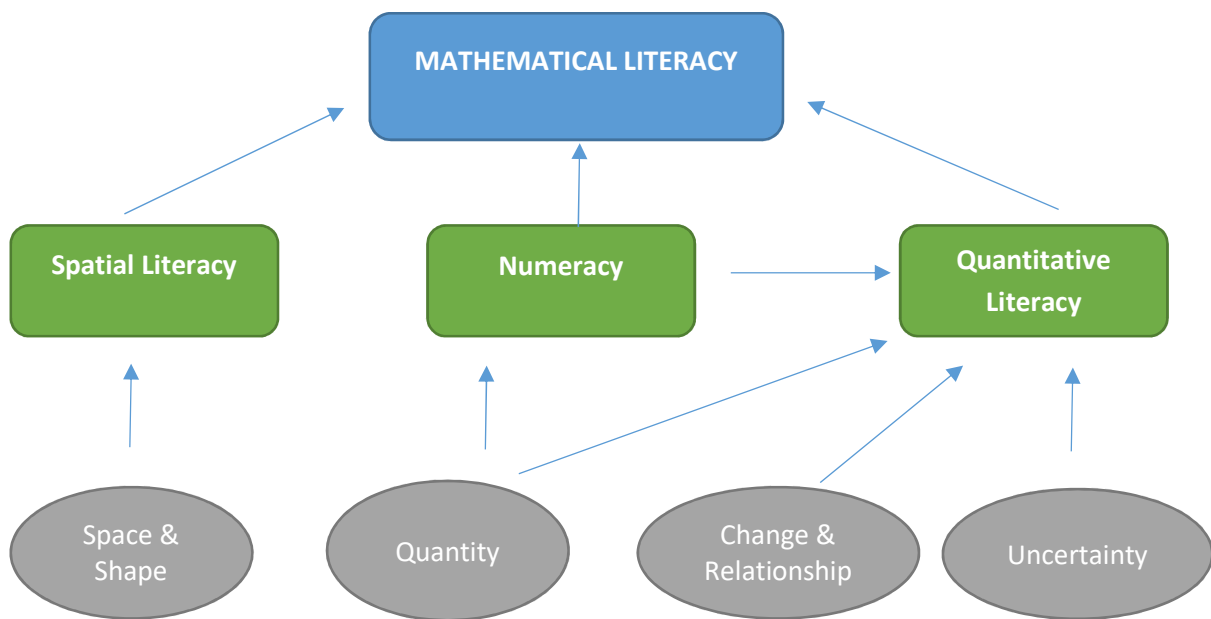 MATHEMATICAL LITERACY
Spatial Literacy
Numeracy
Quantitative
Literacy
Space &
Shape
Quantity
Change &
Relationship
Uncertainty